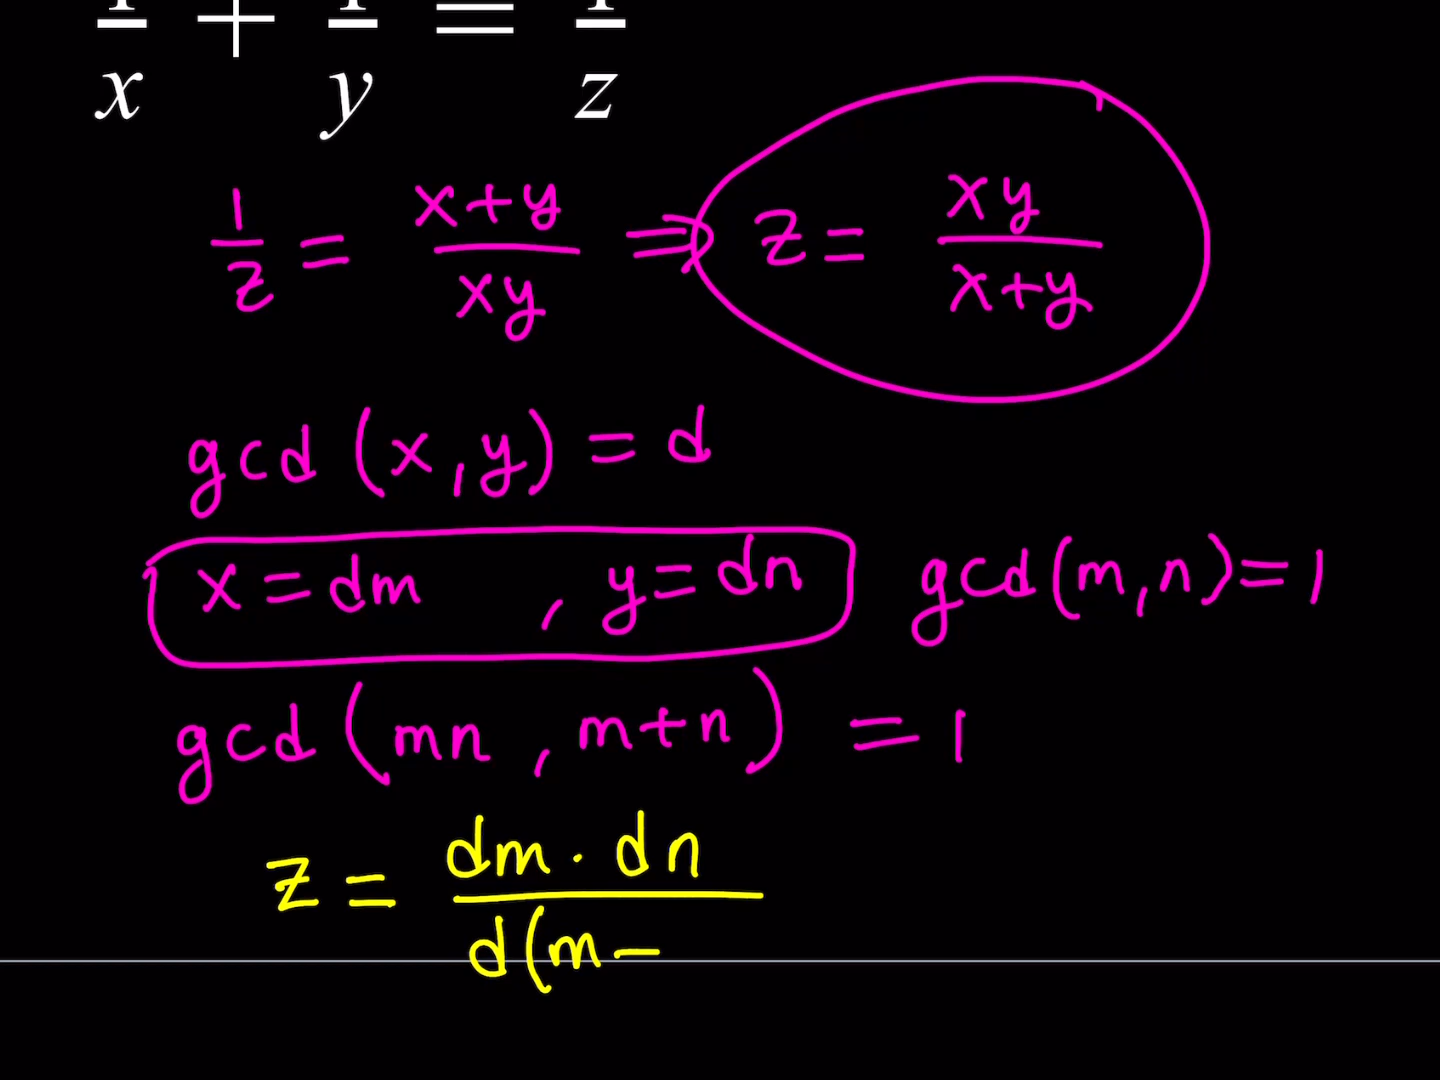 1/x + 1/y = 1/z
1/z = x+y/xy ⇒ z = xy/x+y
gcd (x,y) = d
x = dm , y = dn gcd(m,n)=1
gcd (mn , m+n) = 1
z = dm · dn/d(m −